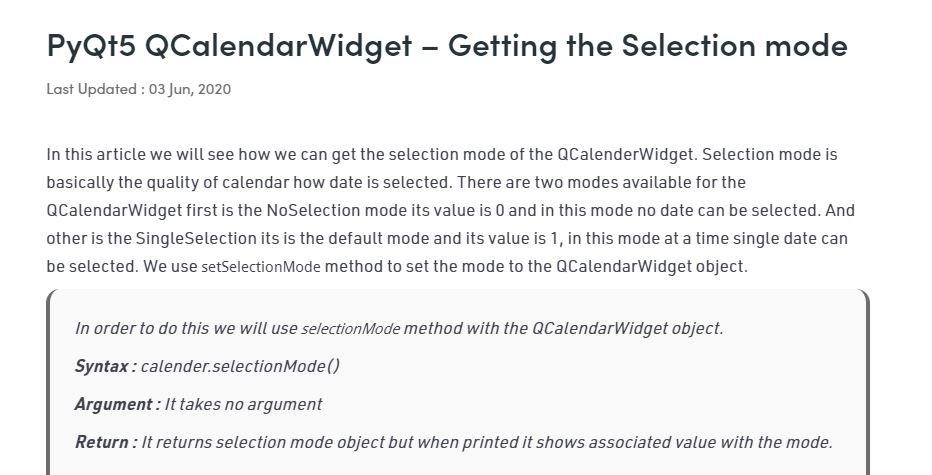 PyQt5 QCalendarWidget – Getting the Selection mode
Last Updated : 03 Jun, 2020
In this article we will see how we can get the selection mode of the QCalenderWidget. Selection mode is
basically the quality of calendar how date is selected. There are two modes available for the
QCalendarWidget first is the NoSelection mode its value is 0 and in this mode no date can be selected. And
other is the SingleSelection its is the default mode and its value is 1, in this mode at a time single date can
be selected. We use setSelectionMode method to set the mode to the QCalendarWidget object.
In order to do this we will use selectionMode method with the QCalendarWidget object.
Syntax : calender.selectionMode()
Argument : It takes no argument
Return : It returns selection mode object but when printed it shows associated value with the mode.